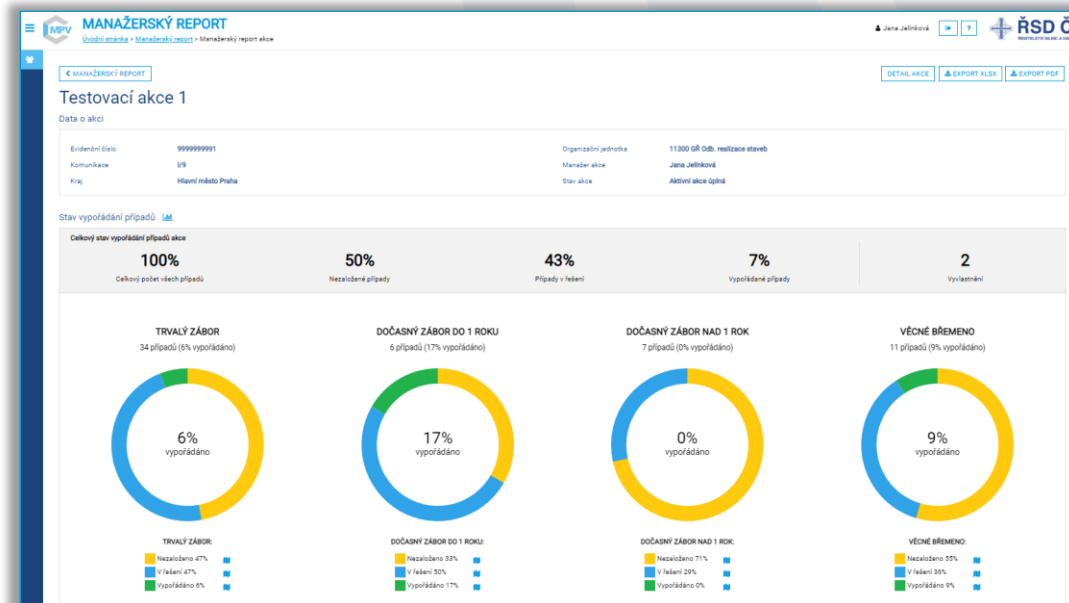 MPV
MANAŽERSKÝ REPORT
Úvodní stránka > Manažerský report > Manažerský report akce
Jana Jelínková
?
ŘSD Č
MANAŽERSKÝ REPORT
DETAIL AKCE
EXPORT XLSX
EXPORT PDF
Testovací akce 1
Data o akci
Evidenční číslo 9999999991
Organizační jednotka 11300 GŘ Odb. realizace staveb
Komunikace I/9
Manažer akce Jana Jelínková
Kraj Hlavní město Praha
Stav akce Aktivní akce úplná
Stav vypořádání případů
Celkový stav vypořádání případů akce
100% 50% 43% 7% 2
Celkový počet všech případů Nezaložené případy Případy v řešení Vypořádané případy Vyvlastnění
TRVALÝ ZÁBOR DOČASNÝ ZÁBOR DO 1 ROKU DOČASNÝ ZÁBOR NAD 1 ROK VĚCNÉ BŘEMENO
34 případů (6% vypořádáno) 6 případů (17% vypořádáno) 7 případů (0% vypořádáno) 11 případů (9% vypořádáno)
6% 17% 0% 9%
vypořádáno vypořádáno vypořádáno vypořádáno
TRVALÝ ZÁBOR: DOČASNÝ ZÁBOR DO 1 ROKU: DOČASNÝ ZÁBOR NAD 1 ROK: VĚCNÉ BŘEMENO:
Nezaloženo 47% Nezaloženo 33% Nezaloženo 71% Nezaloženo 55%
V řešení 47% V řešení 50% V řešení 29% V řešení 36%
Vypořádáno 6% Vypořádáno 17% Vypořádáno 0% Vypořádáno 9%